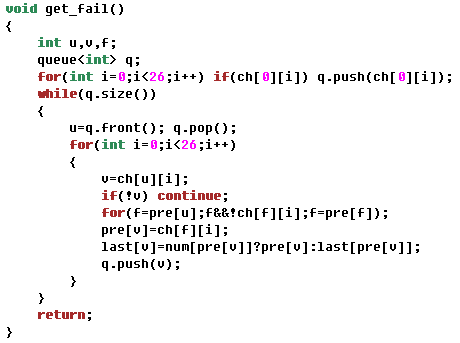 void get_fail()
{
    int u,v,f;
    queue<int> q;
    for(int i=0;i<26;i++) if(ch[0][i]) q.push(ch[0][i]);
    while(q.size())
    {
        u=q.front(); q.pop();
        for(int i=0;i<26;i++)
        {
            v=ch[u][i];
            if(!v) continue;
            for(f=pre[u];f&&!ch[f][i];f=pre[f]);
            pre[v]=ch[f][i];
            last[v]=num[pre[v]]?pre[v]:last[pre[v]];
            q.push(v);
        }
    }
    return;
}